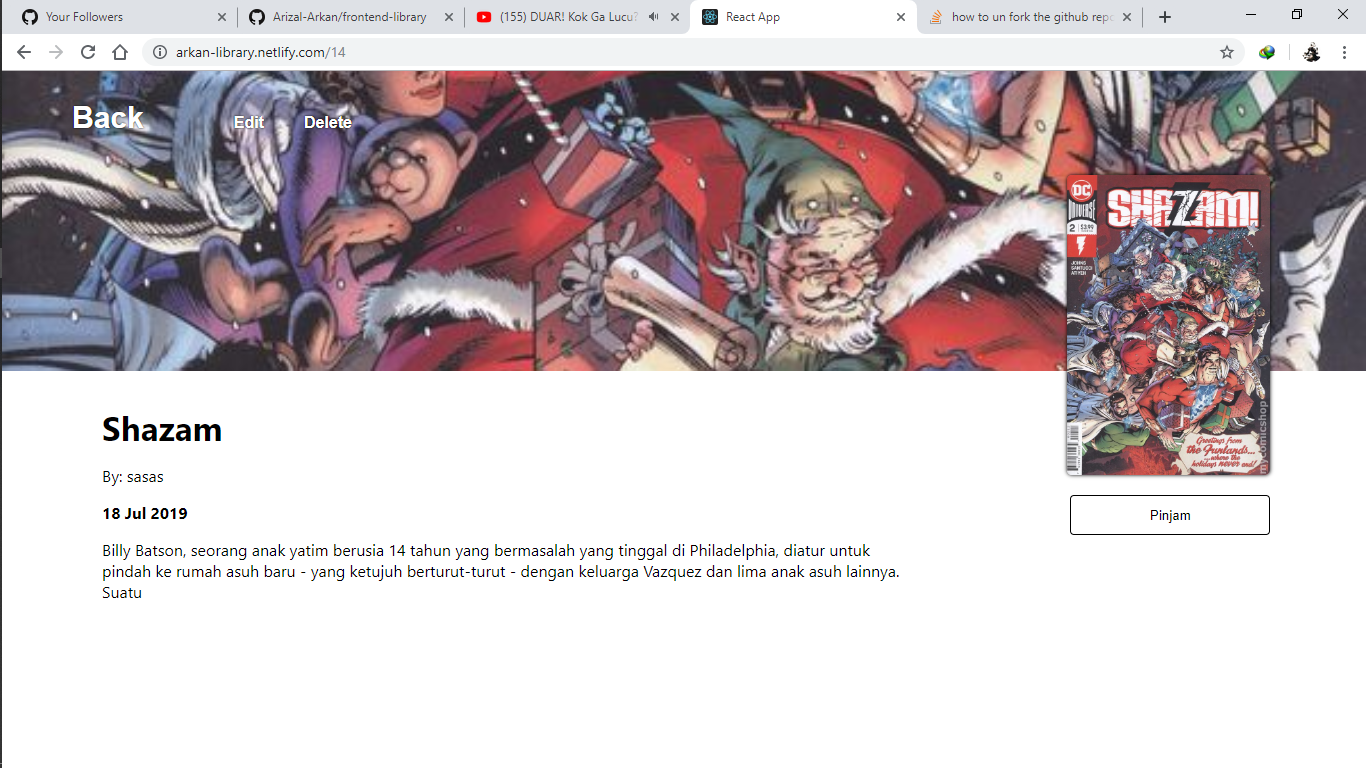 Your Followers
Arizal-Arkan/frontend-library
(155) DUAR! Kok Ga Lucu?
React App
how to un fork the github repo
arkan-library.netlify.com/14
Back
Edit
Delete
DC
UNIVERSE
2
$3.99
JOHNS
SANTUCCI
SHEZAM!
Greetings from
the Funlands...
...where the
holidays never end!
mycomicshop
Shazam
By: sasas
18 Jul 2019
Billy Batson, seorang anak yatim berusia 14 tahun yang bermasalah yang tinggal di Philadelphia, diatur untuk
pindah ke rumah asuh baru - yang ketujuh berturut-turut - dengan keluarga Vazquez dan lima anak asuh lainnya.
Suatu
Pinjam